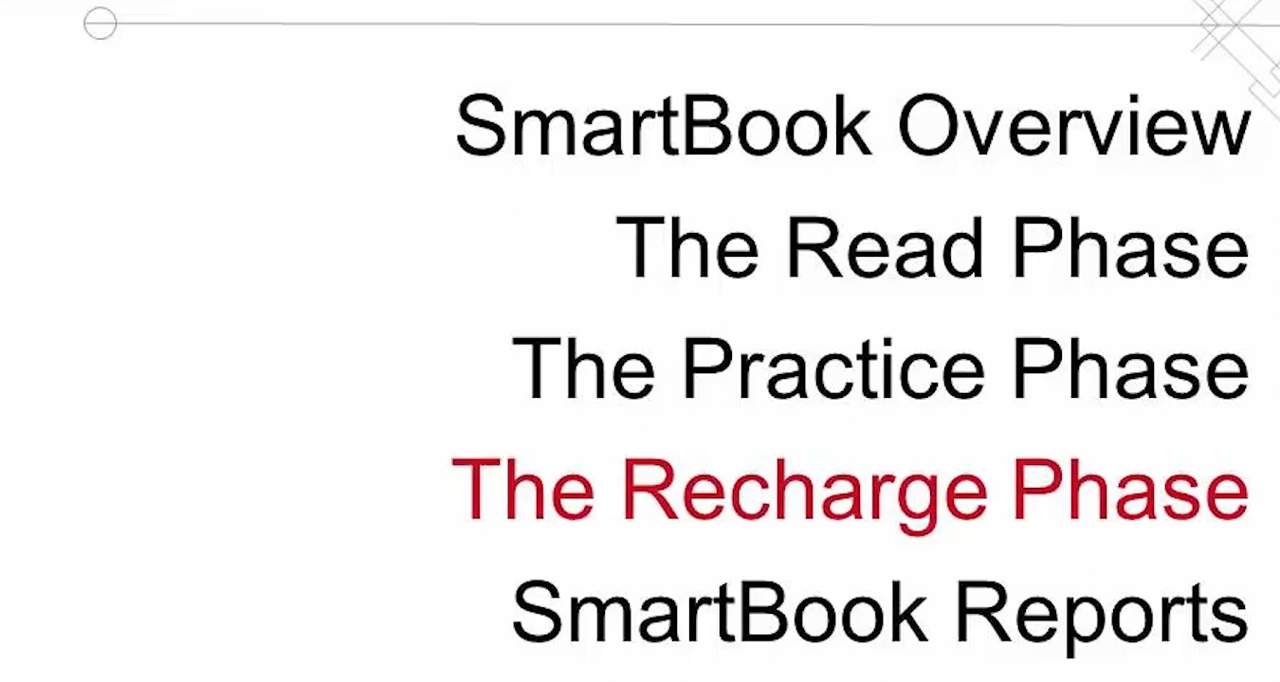 SmartBook Overview
The Read Phase
The Practice Phase
The Recharge Phase
SmartBook Reports